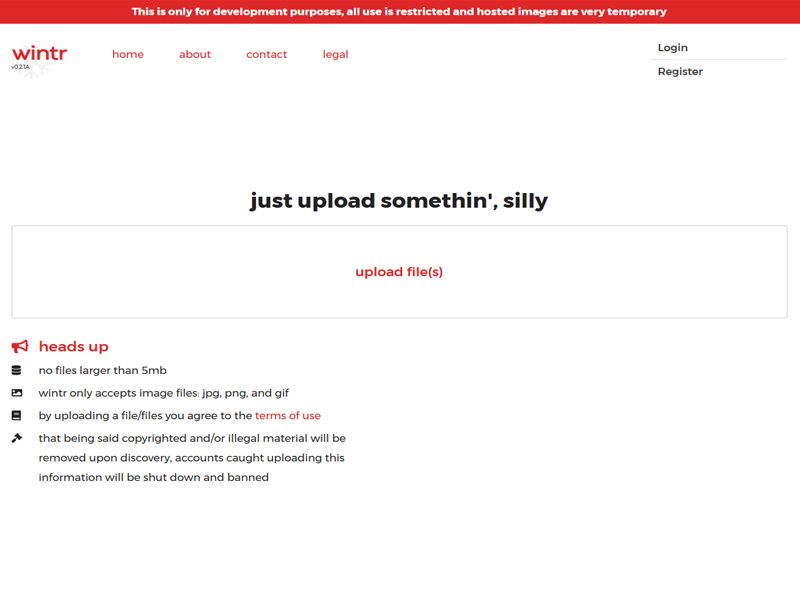 This is only for development purposes, all use is restricted and hosted images are very temporary
wintr
v0.2.1A
home about contact legal
Login
Register
just upload somethin', silly
upload file(s)
heads up
no files larger than 5mb
wintr only accepts image files: jpg, png, and gif
by uploading a file/files you agree to the terms of use
that being said copyrighted and/or illegal material will be
removed upon discovery, accounts caught uploading this
information will be shut down and banned